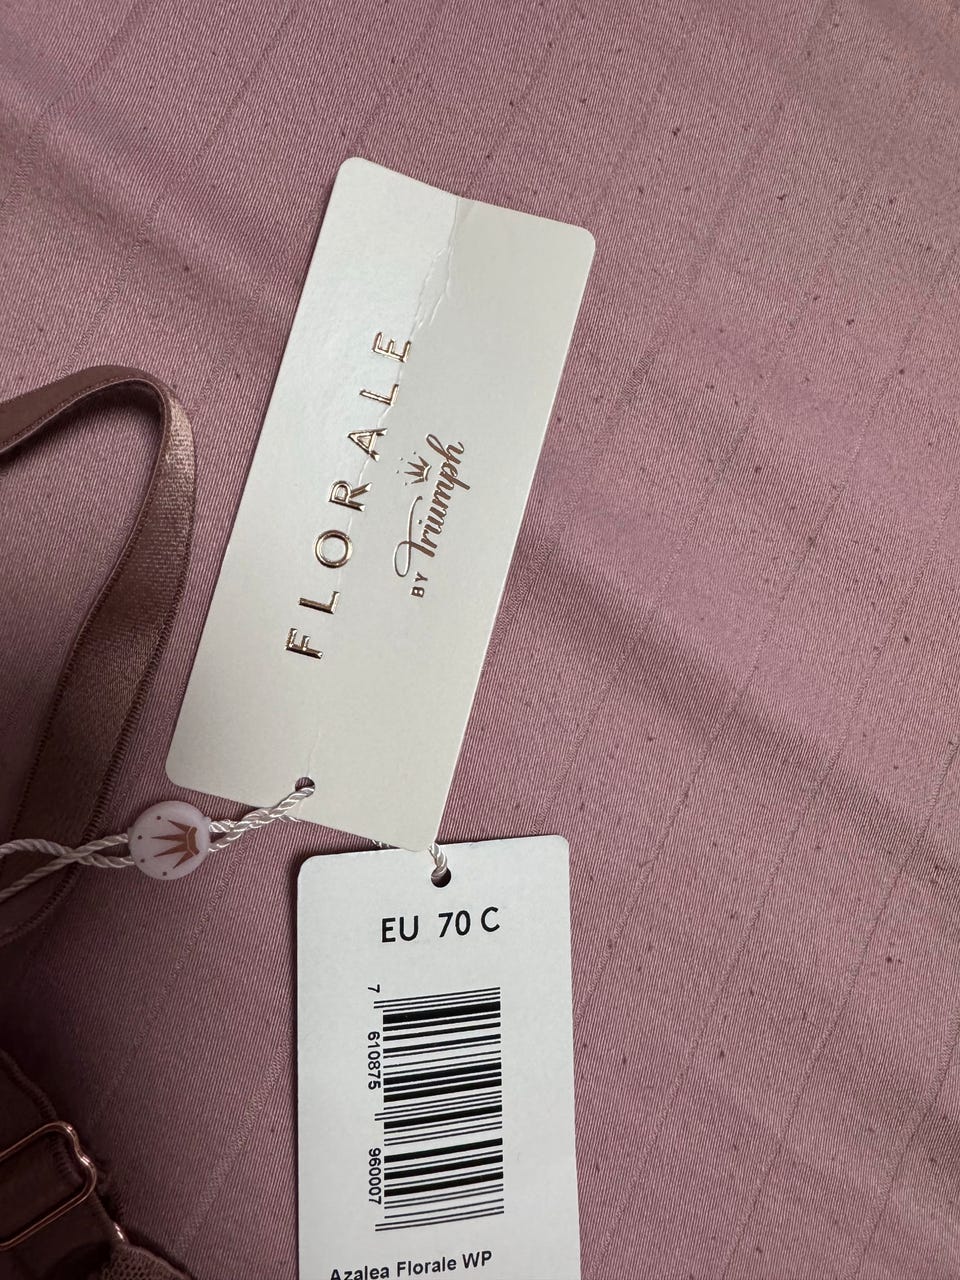 FLORALE
BY Triumph
EU 70 C
7 610875 960007
Azalea Florale WP